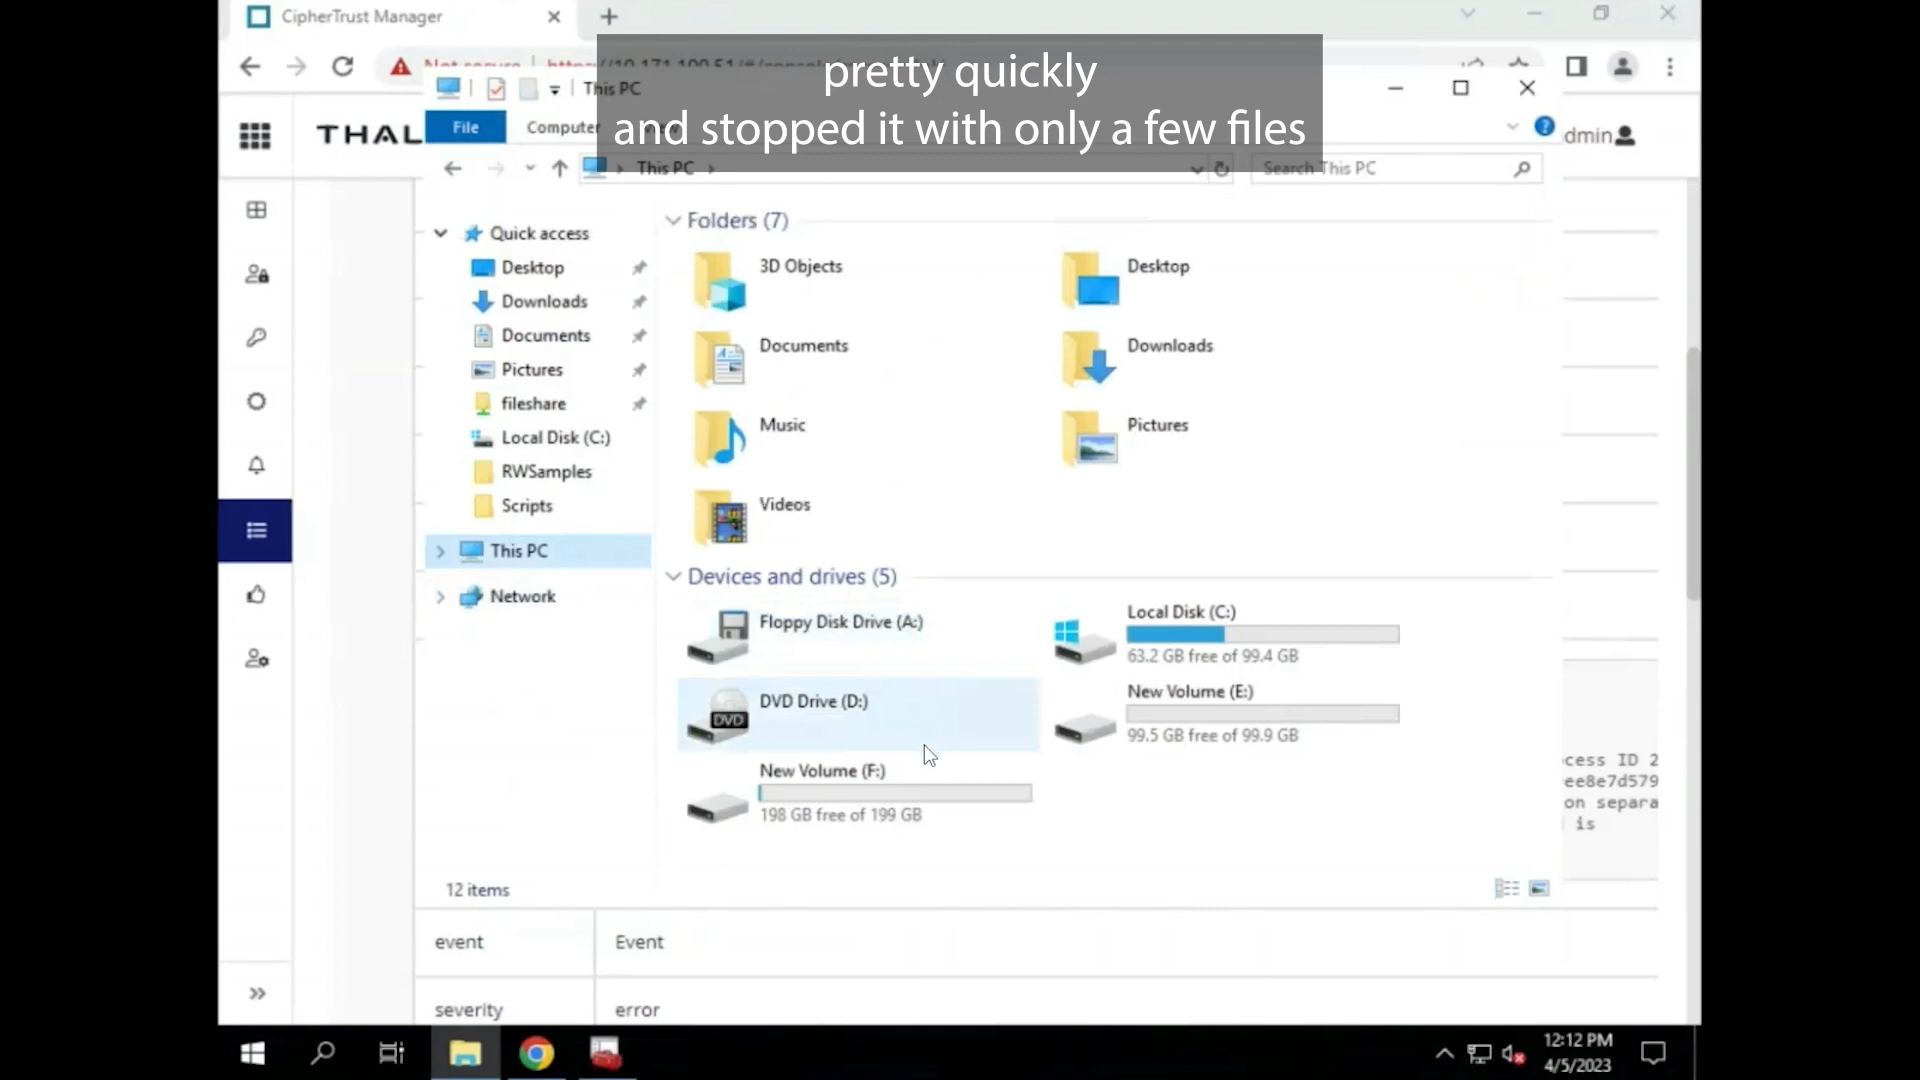 CipherTrust Manager
pretty quickly
and stopped it with only a few files
This PC
THAL
File
Computer
dmin
This PC
Search This PC
Quick access
Desktop
Downloads
Documents
Pictures
fileshare
Local Disk (C:)
RWSamples
Scripts
This PC
Network
Folders (7)
3D Objects
Desktop
Documents
Downloads
Music
Pictures
Videos
Devices and drives (5)
Floppy Disk Drive (A:)
Local Disk (C:)
63.2 GB free of 99.4 GB
DVD Drive (D:)
DVD
New Volume (E:)
99.5 GB free of 99.9 GB
New Volume (F:)
198 GB free of 199 GB
cess ID 2
ee8e7d579
on separa
is
12 items
event
Event
severity
error
12:12 PM
4/5/2023